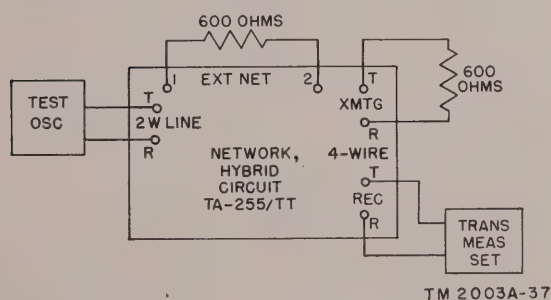 600 OHMS
1 EXT NET 2
T XMTG R
600
OHMS
TEST
OSC
T
2W LINE
R
NETWORK,
HYBRID
CIRCUIT
TA-255/TT
4-WIRE
T
REC
R
TRANS
MEAS
SET
TM 2003A-37